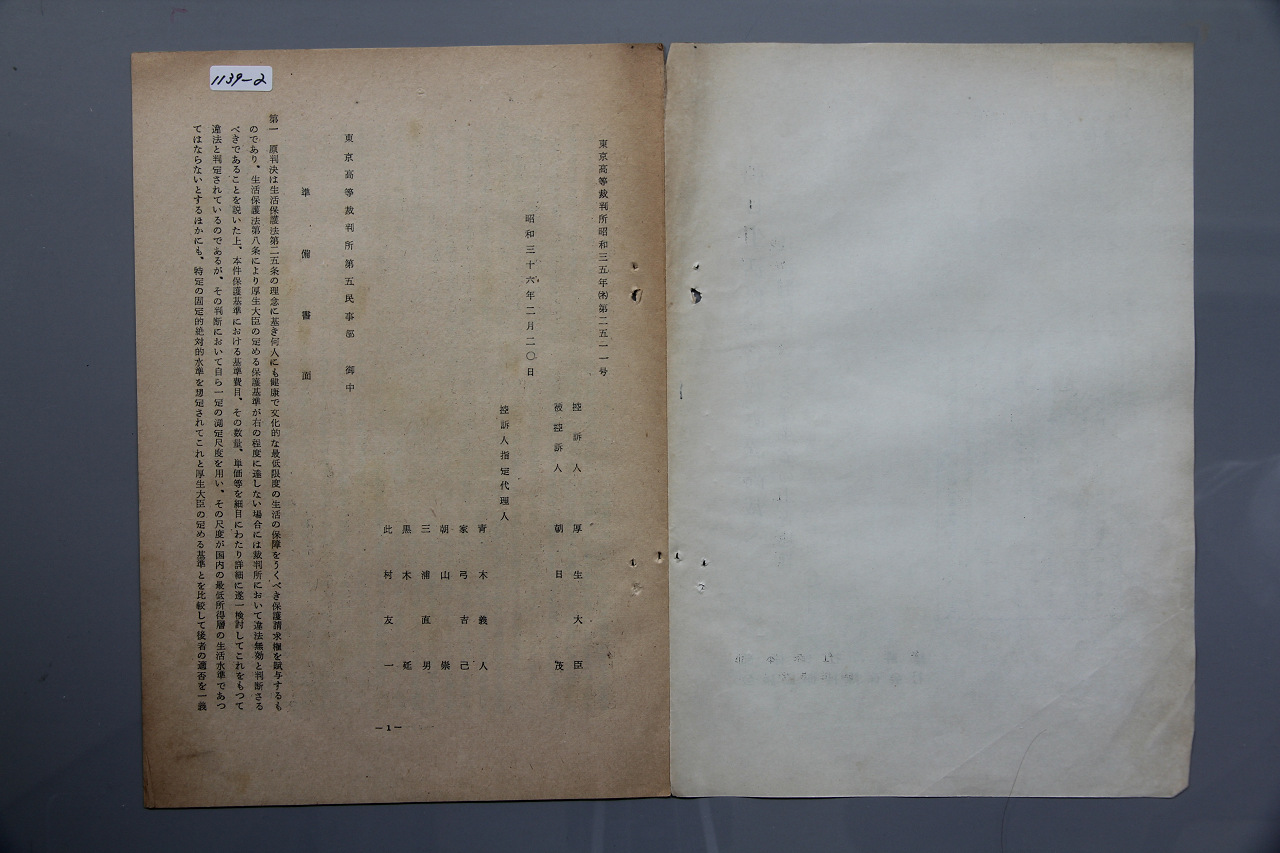 1139-2
東京高等裁判所昭和三五年(ネ)第二五一一号
控訴人 厚生大臣
被控訴人 朝日茂
昭和三十六年二月二〇日
控訴人指定代理人
青木義人
家弓吉己
朝山崇
三浦直男
黒木延
此村友一
東京高等裁判所第五民事部 御中
準備書面
第一 原判決は生活保護法第二五条の理念に基き何人にも健康で文化的な最低限度の生活の保障をうくべき保護請求権を賦与するも
のであり、生活保護法第八条により厚生大臣の定める保護基準が右の程度に達しない場合には裁判所において違法無効と判断さる
べきであることを説いた上、本件保護基準における基準費目、その数量、単価等を細目にわたり詳細に逐一検討してこれをもつて
違法と判定されているのであるが、その判断において自ら一定の測定尺度を用い、その尺度が国内の最低所得層の生活水準であつ
てはならないとするほかにも、特定の固定的絶対的水準を想定されてこれと厚生大臣の定める基準とを比較して後者の適否を一義
—1—